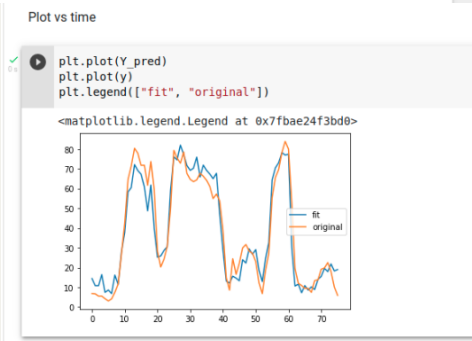 Plot vs time
0 s
plt.plot(Y_pred)
plt.plot(y)
plt.legend(["fit", "original"])
<matplotlib.legend.Legend at 0x7fbae24f3bd0>
80
70
60
50
40
30
20
10
0
fit
original
0 10 20 30 40 50 60 70